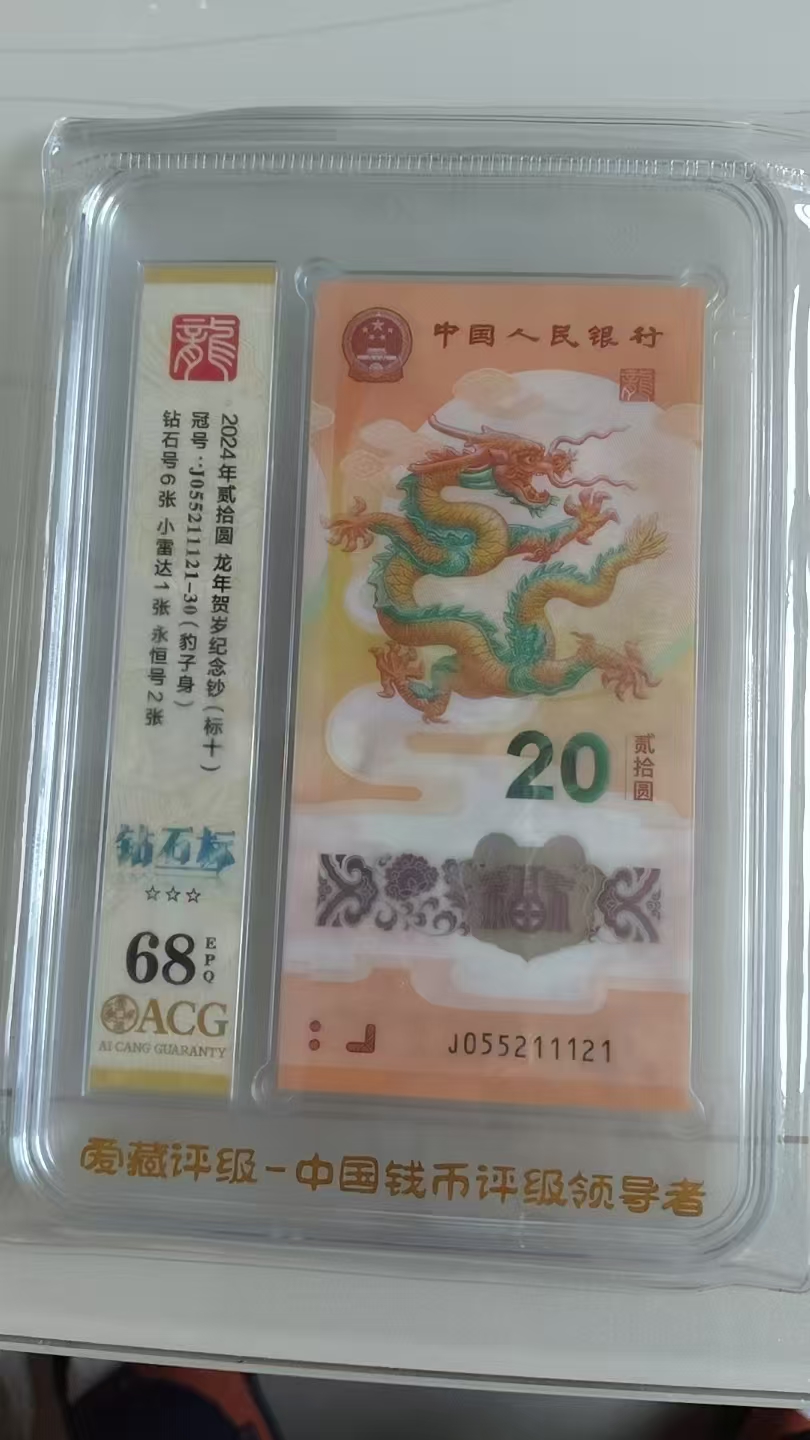 龍
2024年贰拾圆 龙年贺岁纪念钞(标十)
冠号:J055211121-30(豹子身)
钻石号6张 小雷达1张 永恒号2张
钻石标
☆☆☆
68 EPQ
ACG
AI CANG GUARANTY
中国人民银行
龍
20
贰拾圆
J055211121
爱藏评级-中国钱币评级领导者